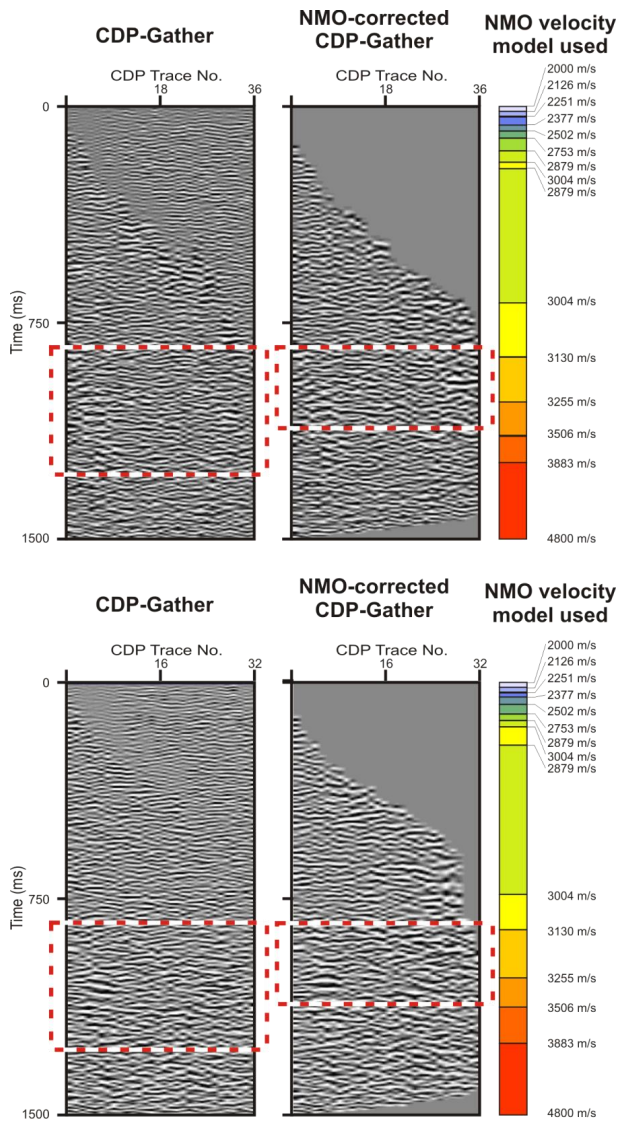 CDP-Gather
NMO-corrected
CDP-Gather
NMO velocity
model used
CDP Trace No.
18
36
CDP Trace No.
18
36
0
750
1500
Time (ms)
2000 m/s
2126 m/s
2251 m/s
2377 m/s
2502 m/s
2753 m/s
2879 m/s
3004 m/s
2879 m/s
3004 m/s
3130 m/s
3255 m/s
3506 m/s
3883 m/s
4800 m/s
CDP-Gather
NMO-corrected
CDP-Gather
NMO velocity
model used
CDP Trace No.
16
32
CDP Trace No.
16
32
0
750
1500
Time (ms)
2000 m/s
2126 m/s
2251 m/s
2377 m/s
2502 m/s
2753 m/s
2879 m/s
3004 m/s
2879 m/s
3004 m/s
3130 m/s
3255 m/s
3506 m/s
3883 m/s
4800 m/s